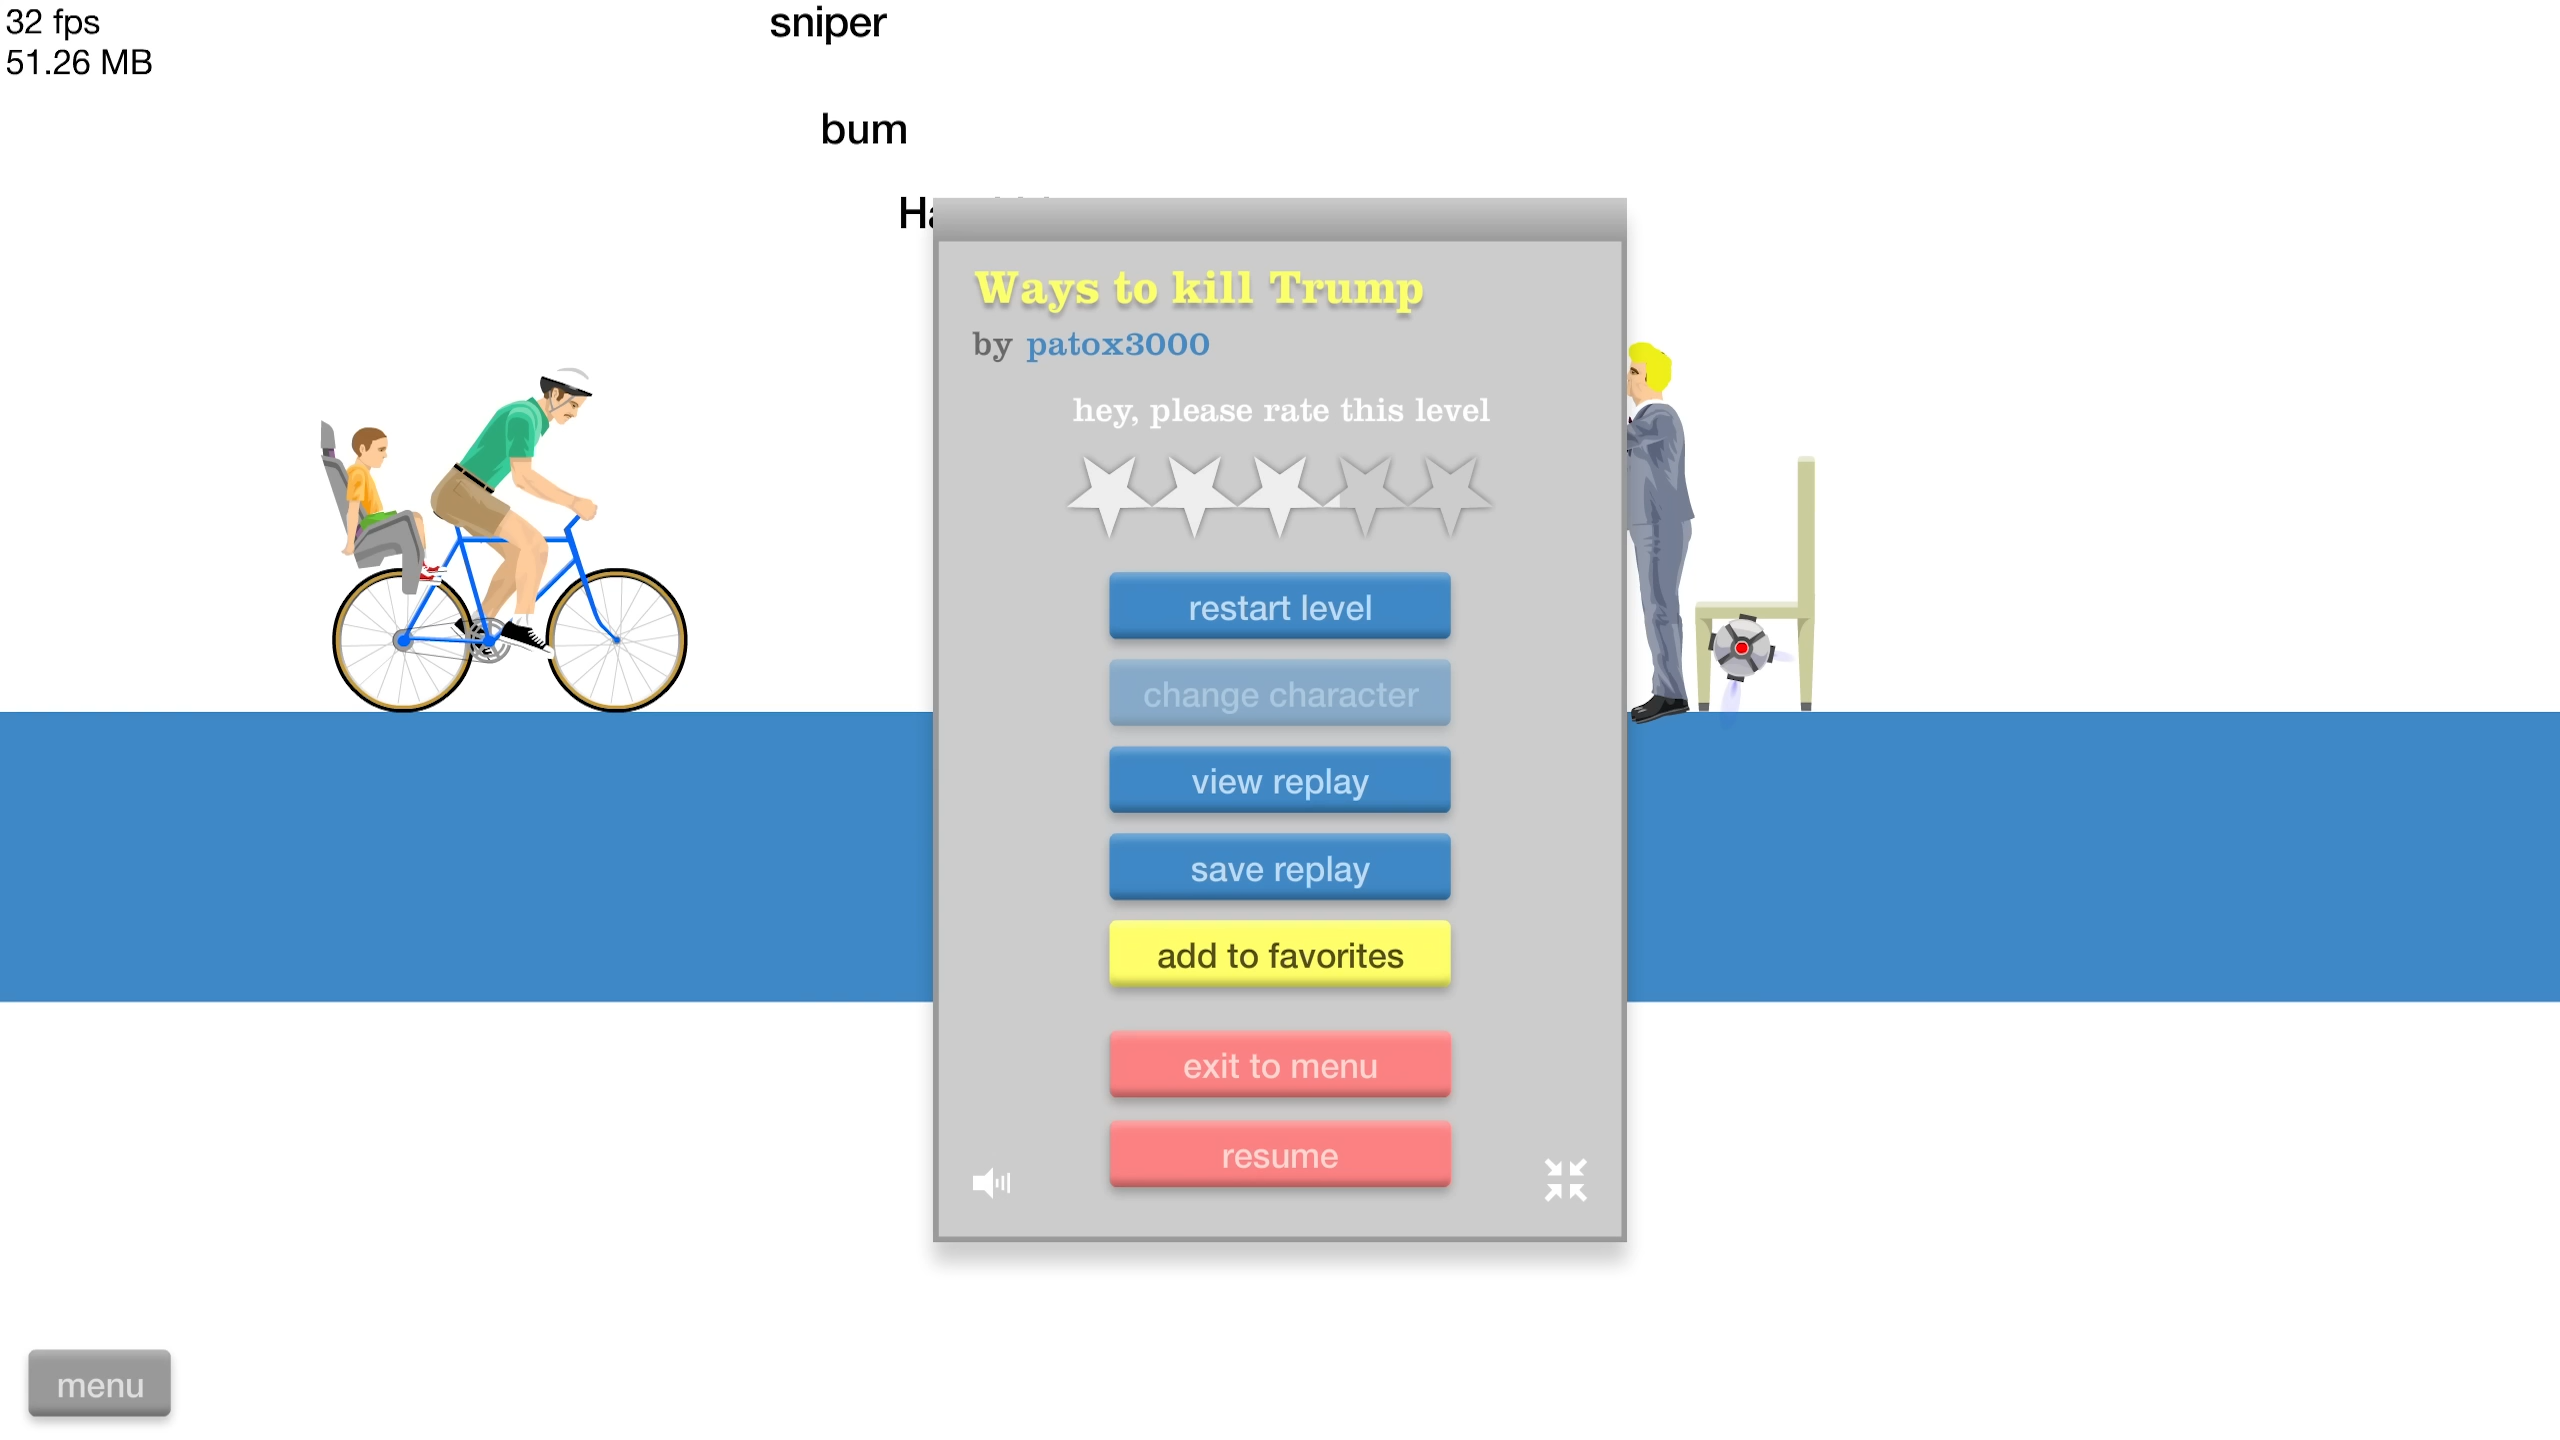 32 fps
51.26 MB
sniper
bum
Ways to kill Trump
by patox3000
hey, please rate this level
restart level
change character
view replay
save replay
add to favorites
exit to menu
resume
menu